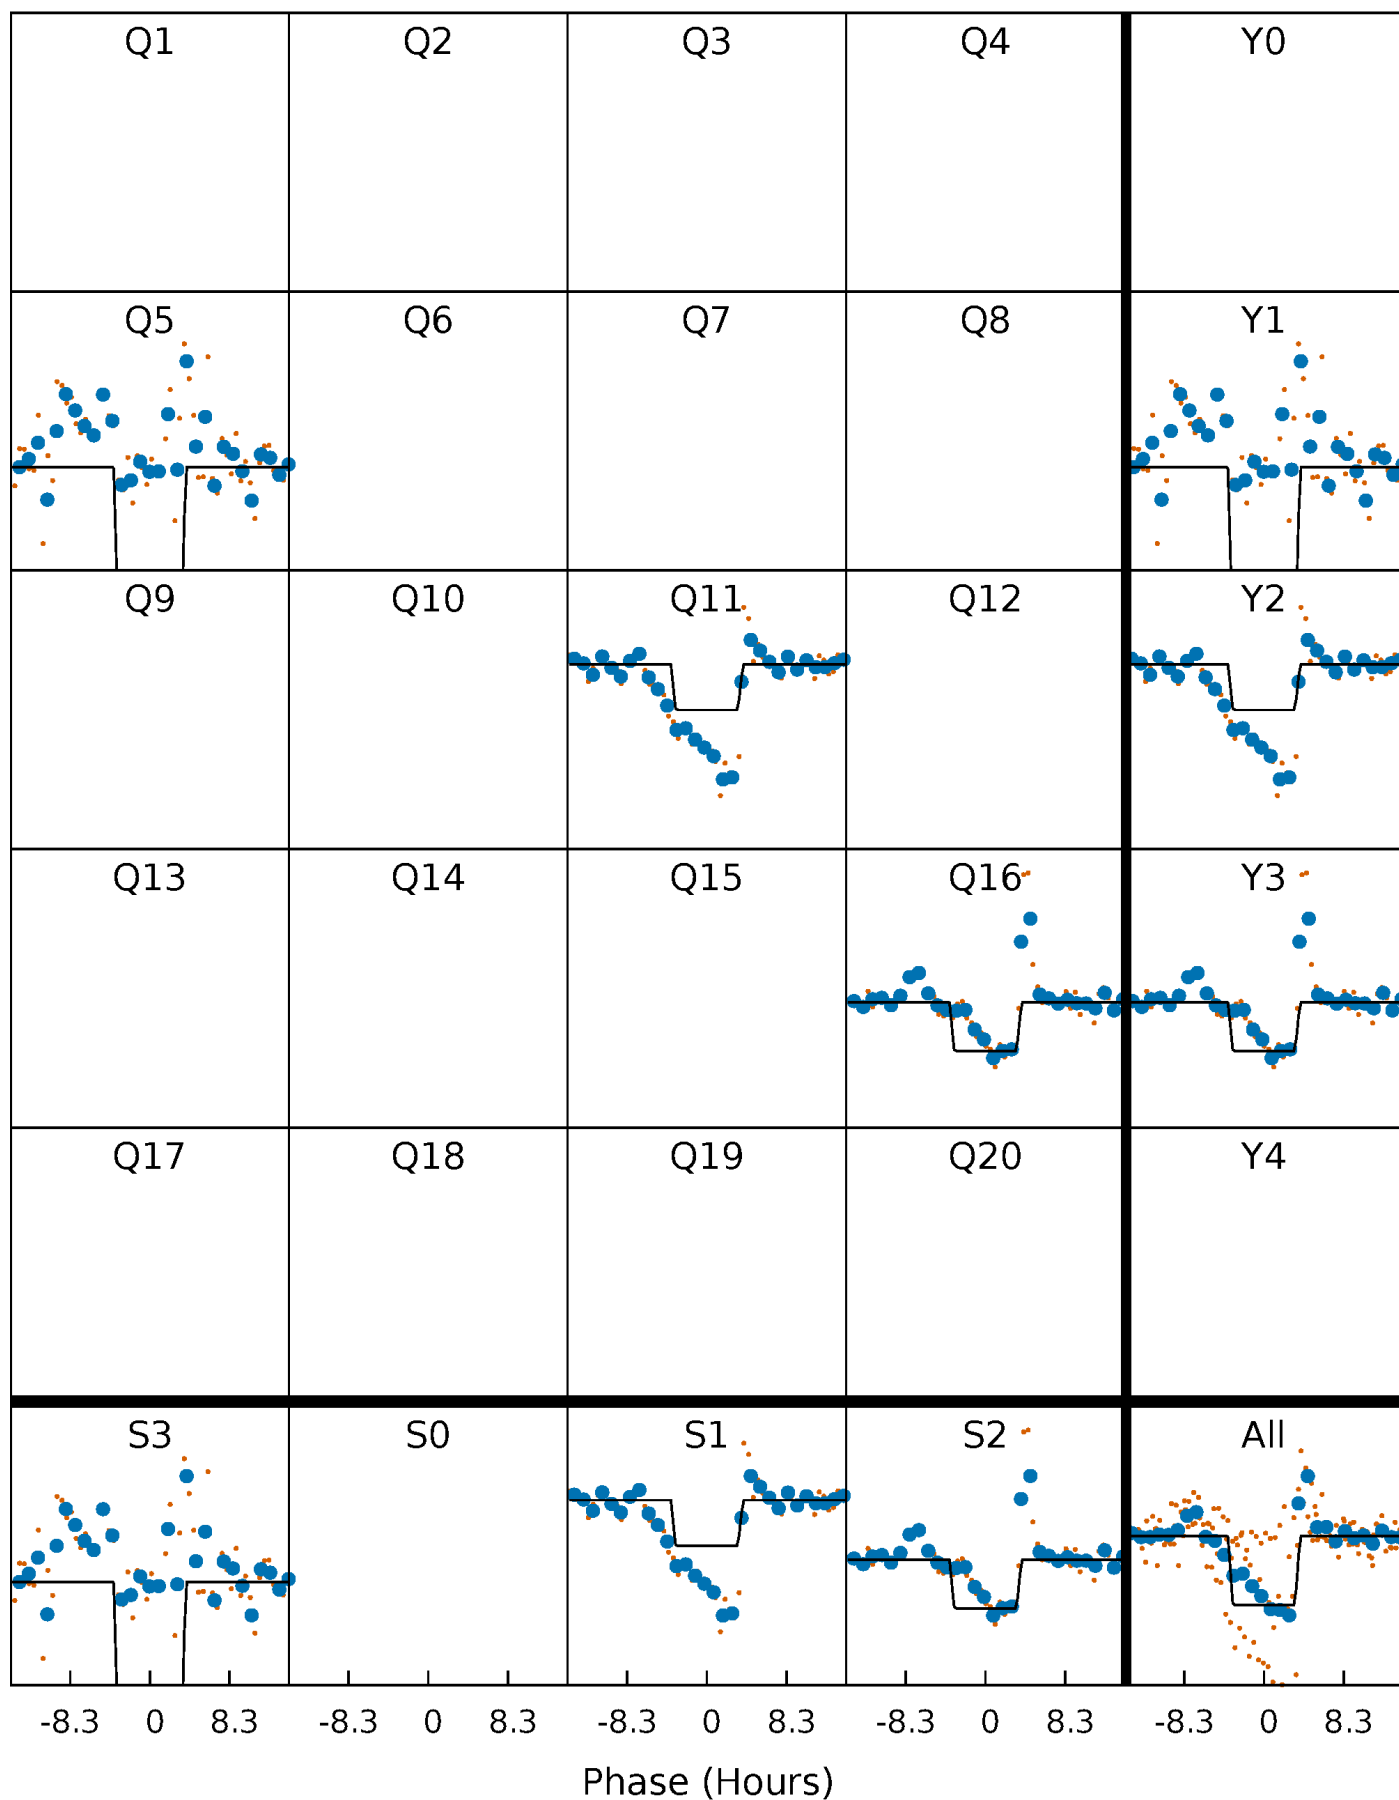 Q1 Q2 Q3 Q4 Y0
Q5 Q6 Q7 Q8 Y1
Q9 Q10 Q11 Q12 Y2
Q13 Q14 Q15 Q16 Y3
Q17 Q18 Q19 Q20 Y4
S3 S0 S1 S2 All
-8.3 0 8.3 -8.3 0 8.3 -8.3 0 8.3 -8.3 0 8.3 -8.3 0 8.3
Phase (Hours)